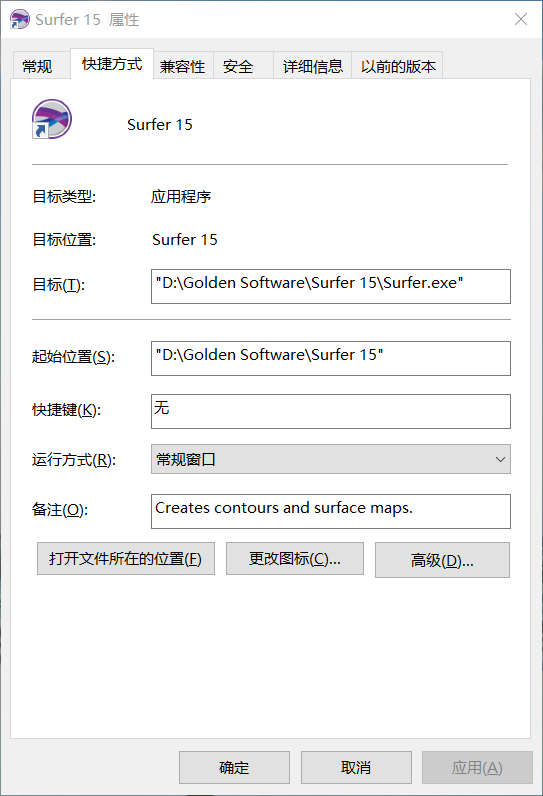 Surfer 15 属性
常规 快捷方式 兼容性 安全 详细信息 以前的版本
Surfer 15
目标类型: 应用程序
目标位置: Surfer 15
目标(T): "D:\Golden Software\Surfer 15\Surfer.exe"
起始位置(S): "D:\Golden Software\Surfer 15"
快捷键(K): 无
运行方式(R): 常规窗口
备注(O): Creates contours and surface maps.
打开文件所在的位置(F) 更改图标(C)... 高级(D)...
确定 取消 应用(A)